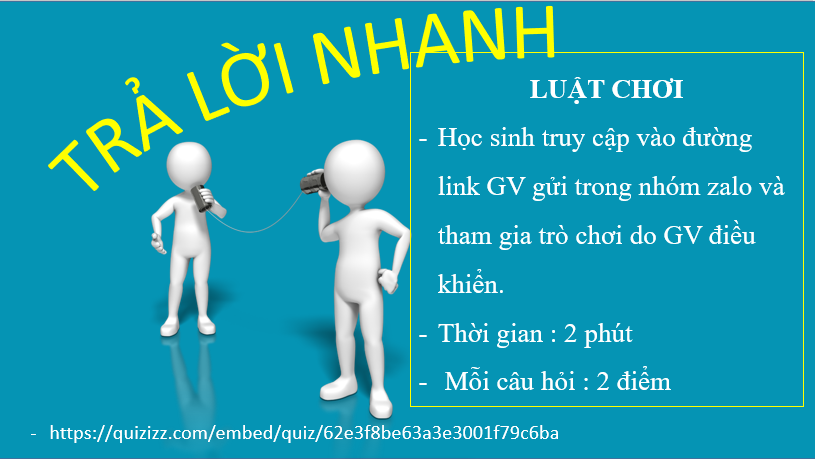 TRẢ LỜI NHANH
LUẬT CHƠI
- Học sinh truy cập vào đường
link GV gửi trong nhóm zalo và
tham gia trò chơi do GV điều
khiển.
- Thời gian : 2 phút
- Mỗi câu hỏi : 2 điểm
- https://quizizz.com/embed/quiz/62e3f8be63a3e3001f79c6ba